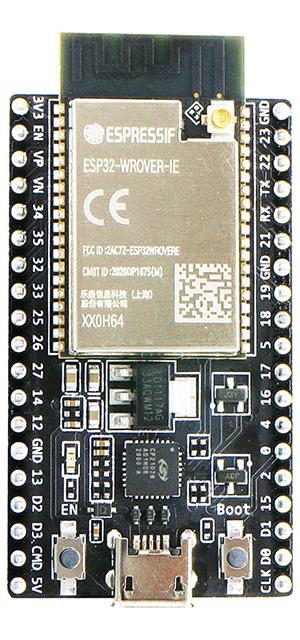 ESPRESSIF
ESP32-WROVER-IE
CE
FCC ID :2AC72-ESP32WROVERE
CMIIT ID :2020DP1675(M)
乐鑫信息科技(上海)
股份有限公司
XX0H64
3V3
EN
VP
VN
34
35
32
33
25
26
27
14
12
GND
13
D2
D3
CMD
5V
GND
23
22
TX
RX
21
GND
19
18
5
17
16
4
0
2
15
D1
D0
CLK
LD1117AG
EN
Boot